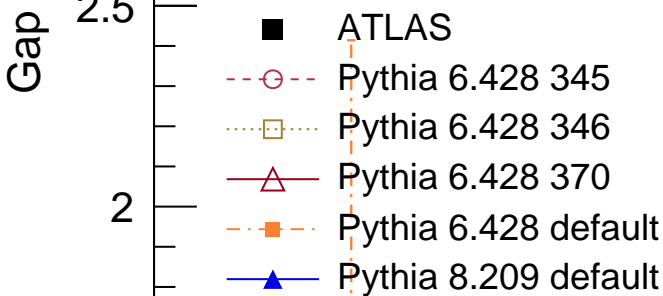 Gap
2.5
ATLAS
Pythia 6.428 345
Pythia 6.428 346
Pythia 6.428 370
2
Pythia 6.428 default
Pythia 8.209 default